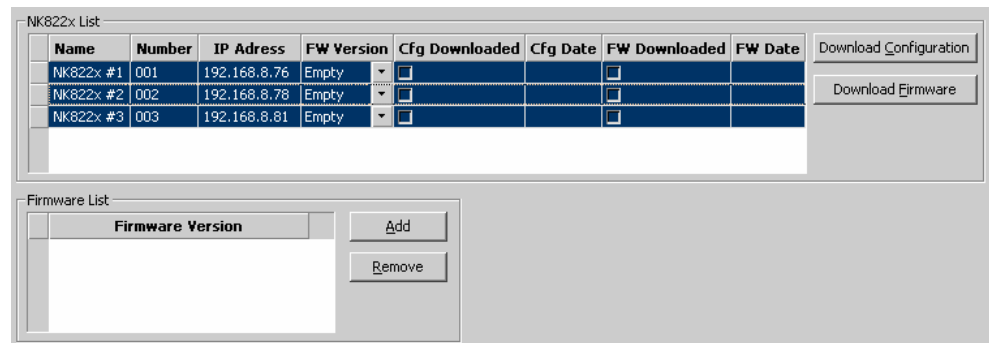 NK822x List
Name Number IP Adress FW Version Cfg Downloaded Cfg Date FW Downloaded FW Date
NK822x #1 001 192.168.8.76 Empty
NK822x #2 002 192.168.8.78 Empty
NK822x #3 003 192.168.8.81 Empty
Download Configuration
Download Firmware
Firmware List
Firmware Version
Add
Remove